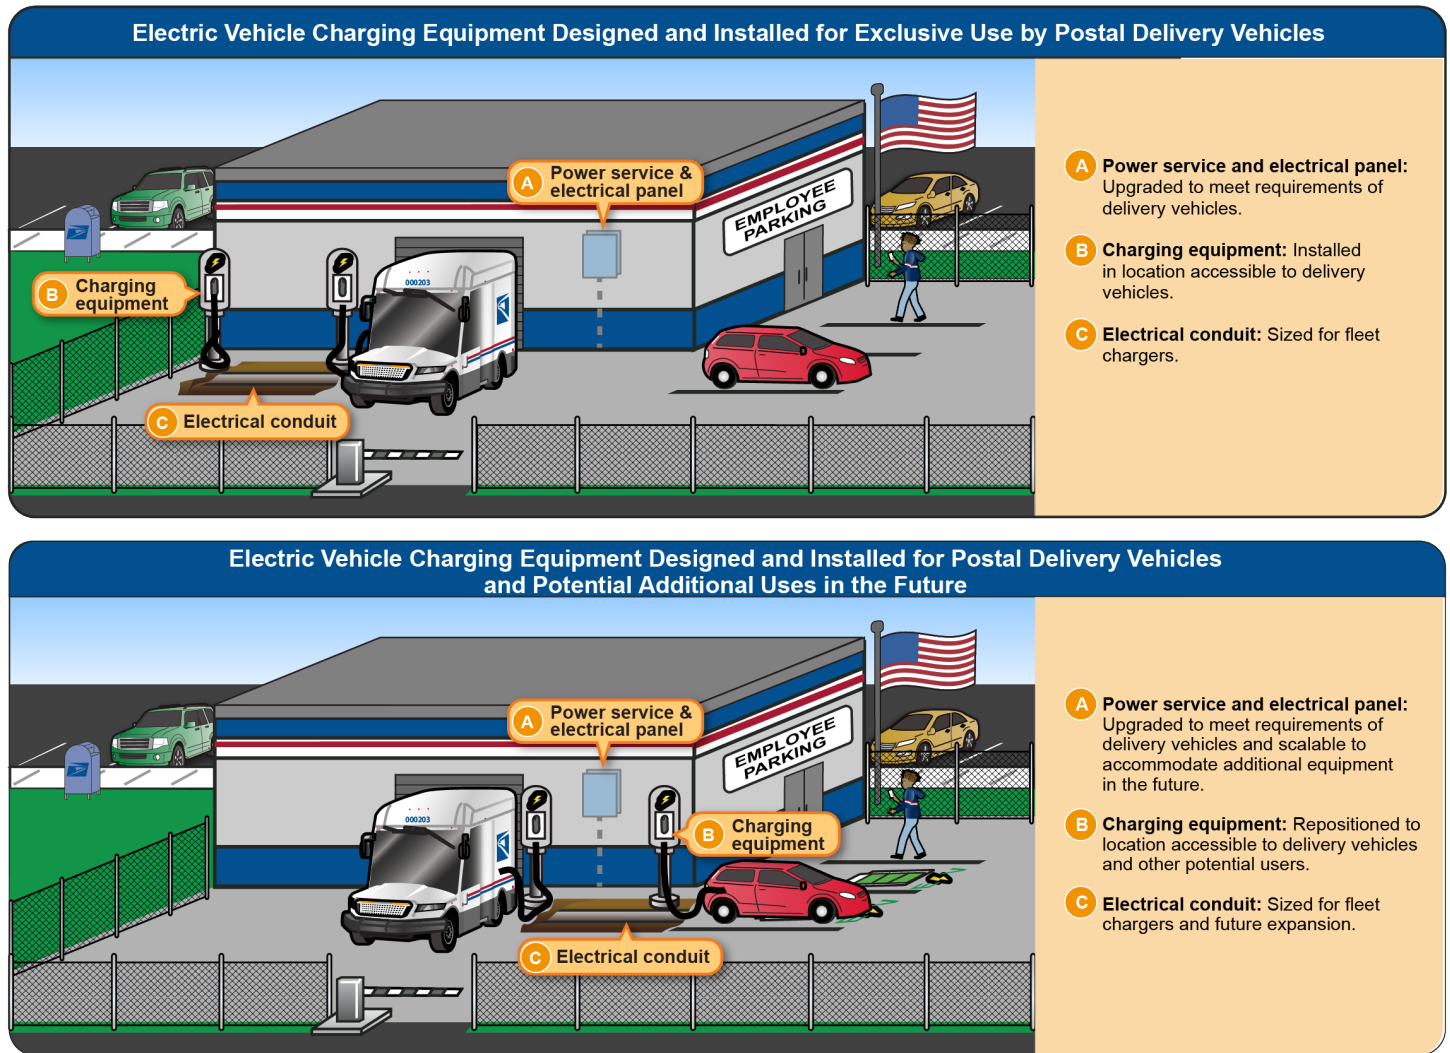 Electric Vehicle Charging Equipment Designed and Installed for Exclusive Use by Postal Delivery Vehicles
A Power service &
electrical panel
EMPLOYEE
PARKING
B Charging
equipment
000203
C Electrical conduit
A Power service and electrical panel:
Upgraded to meet requirements of
delivery vehicles.
B Charging equipment: Installed
in location accessible to delivery
vehicles.
C Electrical conduit: Sized for fleet
chargers.
Electric Vehicle Charging Equipment Designed and Installed for Postal Delivery Vehicles
and Potential Additional Uses in the Future
A Power service &
electrical panel
EMPLOYEE
PARKING
000203
B Charging
equipment
C Electrical conduit
A Power service and electrical panel:
Upgraded to meet requirements of
delivery vehicles and scalable to
accommodate additional equipment
in the future.
B Charging equipment: Repositioned to
location accessible to delivery vehicles
and other potential users.
C Electrical conduit: Sized for fleet
chargers and future expansion.